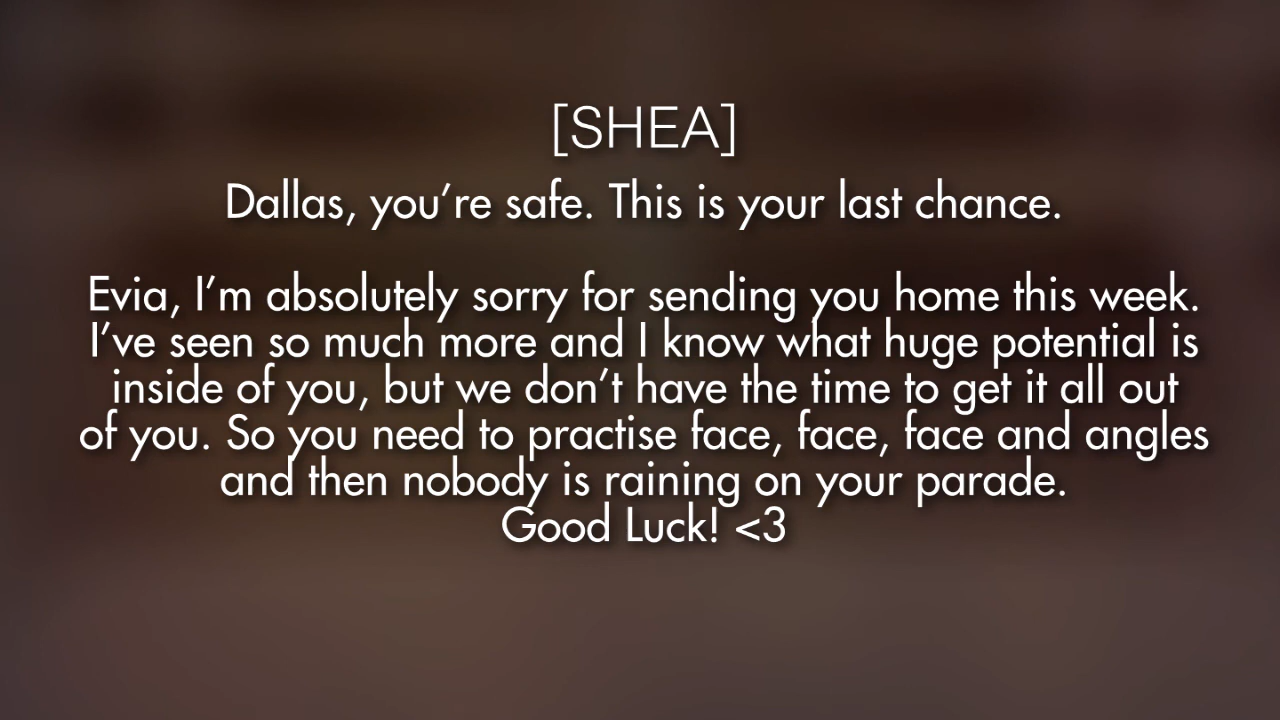 [SHEA]
Dallas, you’re safe. This is your last chance.
Evia, I’m absolutely sorry for sending you home this week.
I’ve seen so much more and I know what huge potential is
inside of you, but we don’t have the time to get it all out
of you. So you need to practise face, face, face and angles
and then nobody is raining on your parade.
Good Luck! <3